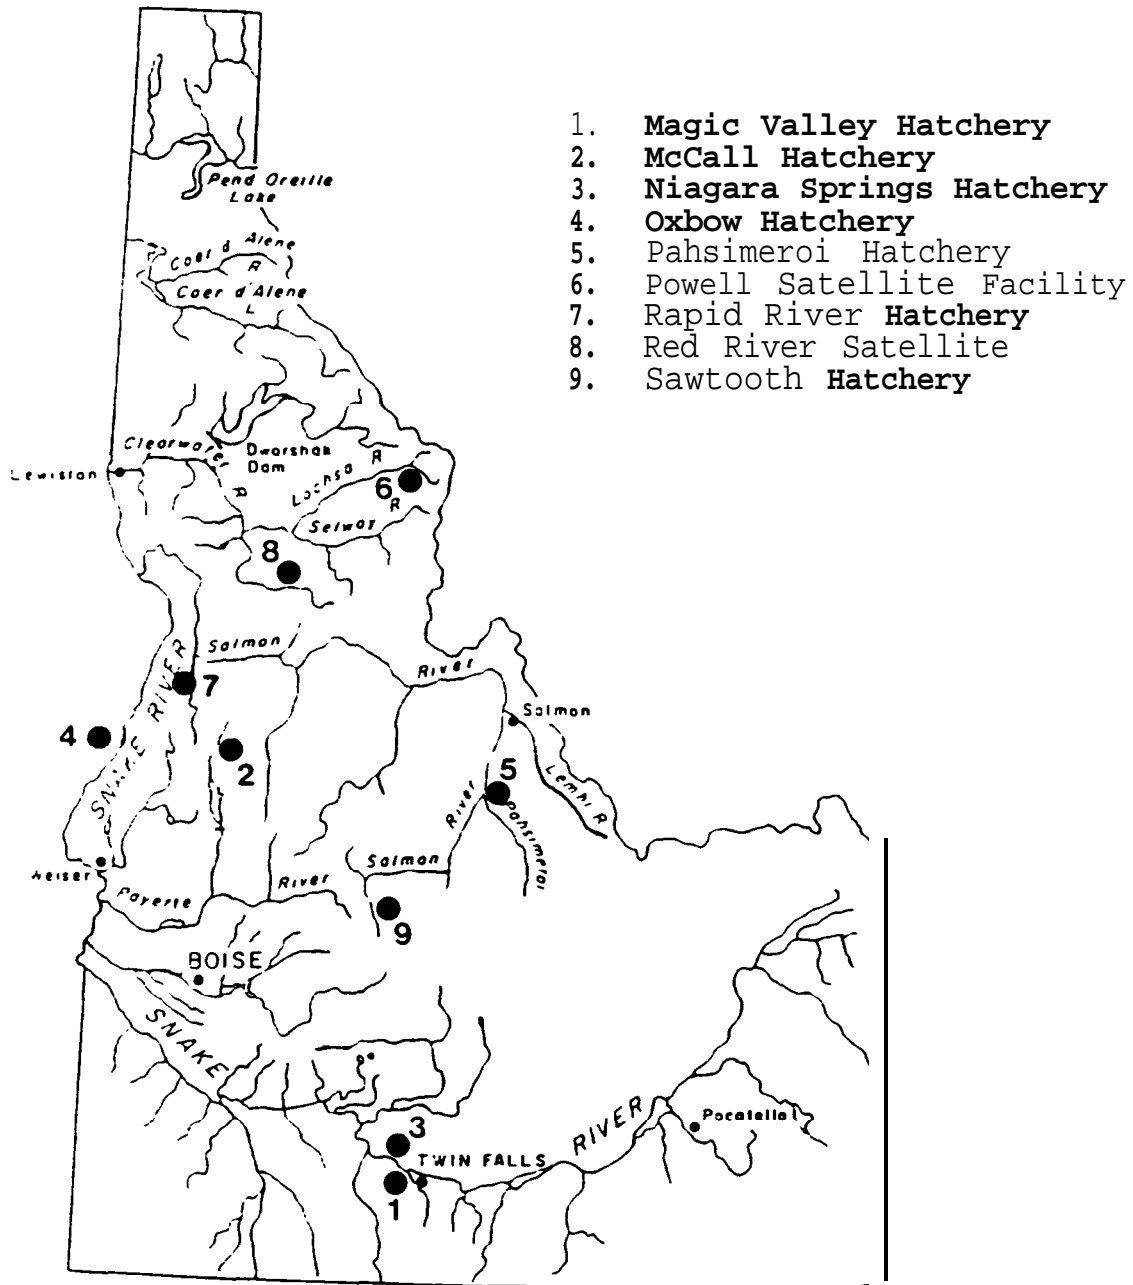 1. Magic Valley Hatchery
2. McCall Hatchery
3. Niagara Springs Hatchery
4. Oxbow Hatchery
5. Pahsimeroi Hatchery
6. Powell Satellite Facility
7. Rapid River Hatchery
8. Red River Satellite
9. Sawtooth Hatchery
Pend Oreille
Lake
Coer d Alene
R
Coer d'Alene
L
Clearwater
R
Dworshak
Dam
Lewiston
Lochsa R
6
Selway R
8
Salmon
River
7
SNAKE RIVER
Salmon
4
2
5
Lemhi R
River
Pahsimeroi
Salmon
Weiser
Payette River
9
BOISE
SNAKE
RIVER
Pocatello
3
TWIN FALLS
1